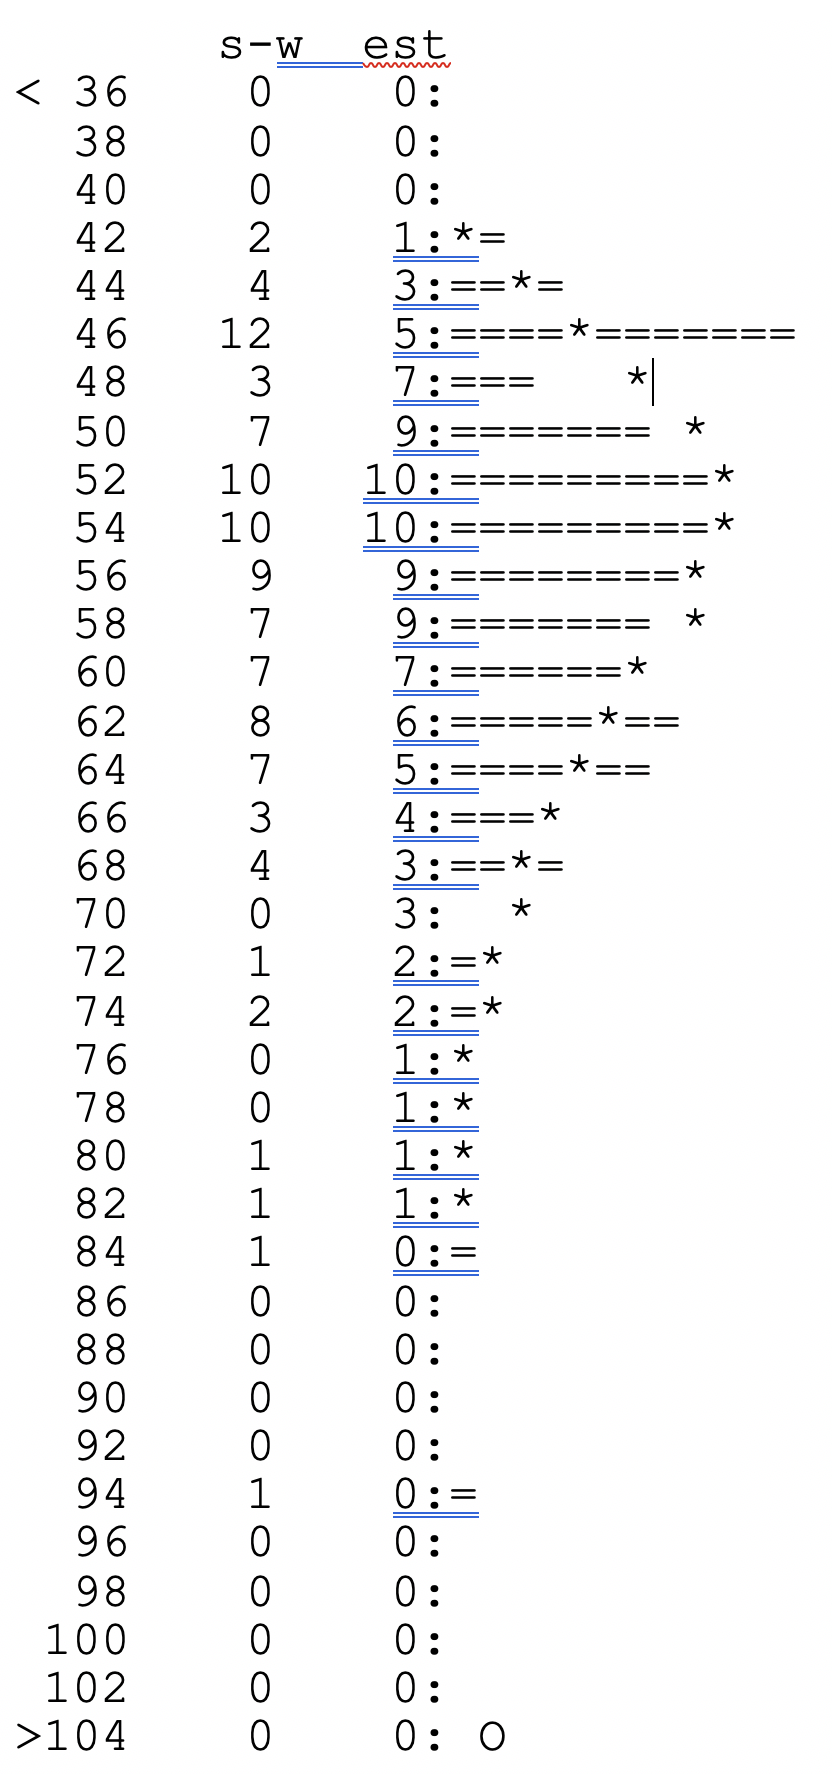 s-w  est
< 36    0    0:
  38    0    0:
  40    0    0:
  42    2    1:*=
  44    4    3:==*=
  46   12    5:====*=======
  48    3    7:===   *
  50    7    9:======= *
  52   10   10:=========*
  54   10   10:=========*
  56    9    9:========*
  58    7    9:======= *
  60    7    7:======*
  62    8    6:=====*==
  64    7    5:====*==
  66    3    4:===*
  68    4    3:==*=
  70    0    3:  *
  72    1    2:=*
  74    2    2:=*
  76    0    1:*
  78    0    1:*
  80    1    1:*
  82    1    1:*
  84    1    0:=
  86    0    0:
  88    0    0:
  90    0    0:
  92    0    0:
  94    1    0:=
  96    0    0:
  98    0    0:
 100    0    0:
 102    0    0:
>104    0    0: O